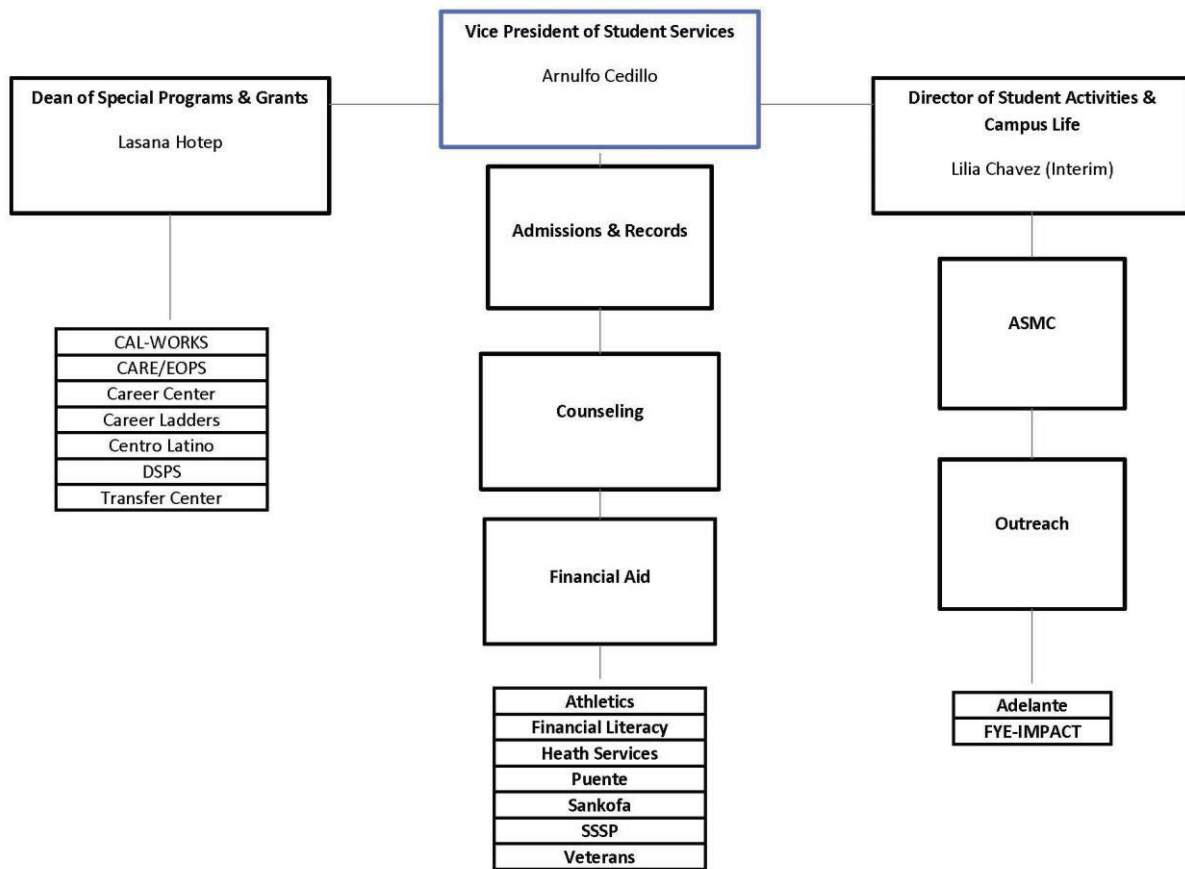 Vice President of Student Services
Arnulfo Cedillo
Dean of Special Programs & Grants
Lasana Hotep
CAL-WORKS
CARE/EOPS
Career Center
Career Ladders
Centro Latino
DSPS
Transfer Center
Admissions & Records
Counseling
Financial Aid
Athletics
Financial Literacy
Heath Services
Puente
Sankofa
SSSP
Veterans
Director of Student Activities &
Campus Life
Lilia Chavez (Interim)
ASMC
Outreach
Adelante
FYE-IMPACT